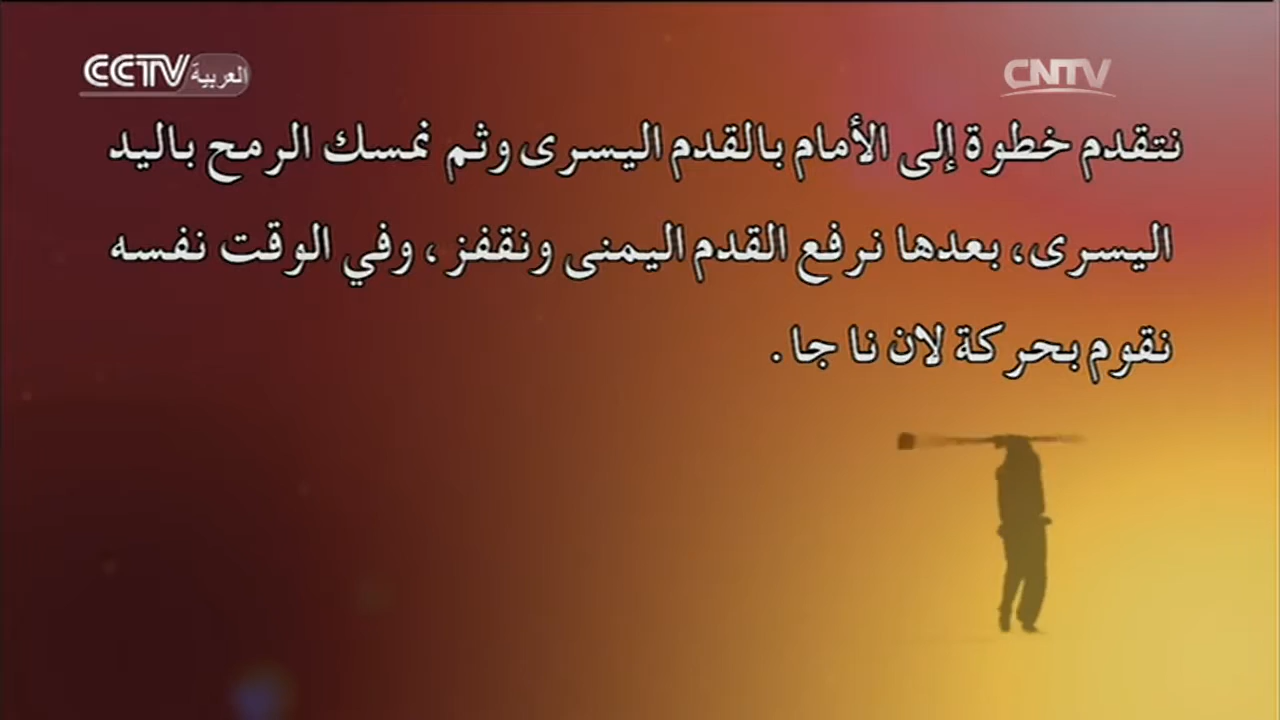 CCTV العربية
CNTV
نتقدم خطوة إلى الأمام بالقدم اليسرى وثم نمسك الرمح باليد
اليسرى، بعدها نرفع القدم اليمنى ونقفز، وفي الوقت نفسه
نقوم بحركة لان نا جا.